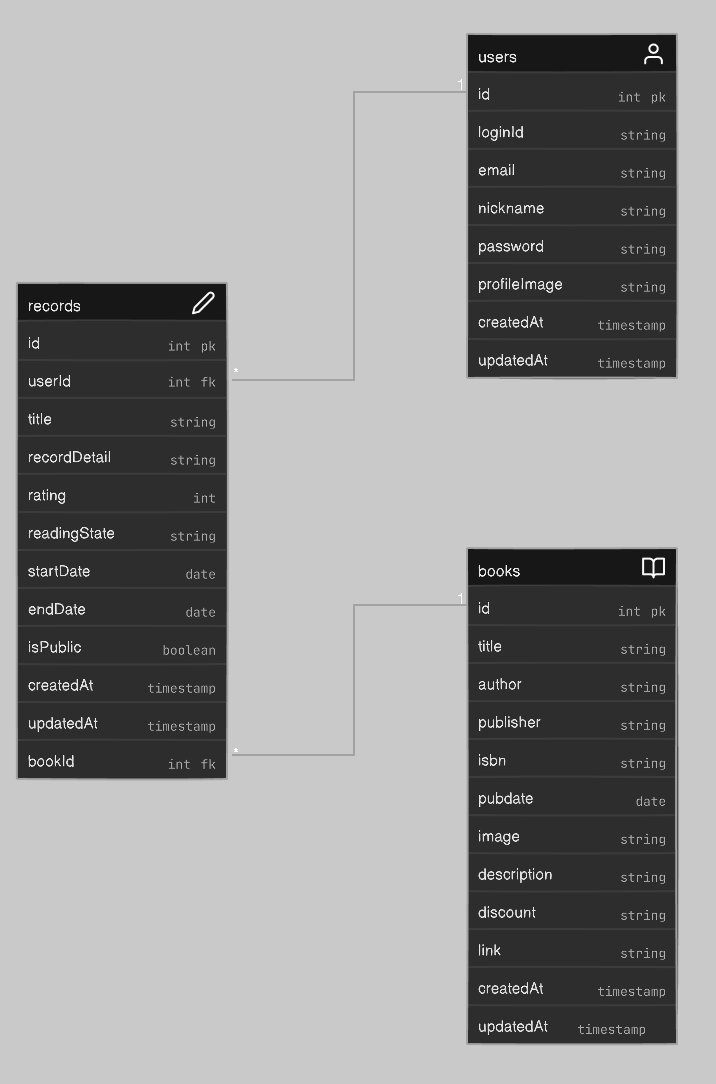 users
1
id int pk
loginId string
email string
nickname string
password string
profileImage string
createdAt timestamp
updatedAt timestamp
records
id int pk
* userId int fk
title string
recordDetail string
rating int
readingState string
startDate date
endDate date
isPublic boolean
createdAt timestamp
updatedAt timestamp
* bookId int fk
books
1
id int pk
title string
author string
publisher string
isbn string
pubdate date
image string
description string
discount string
link string
createdAt timestamp
updatedAt timestamp